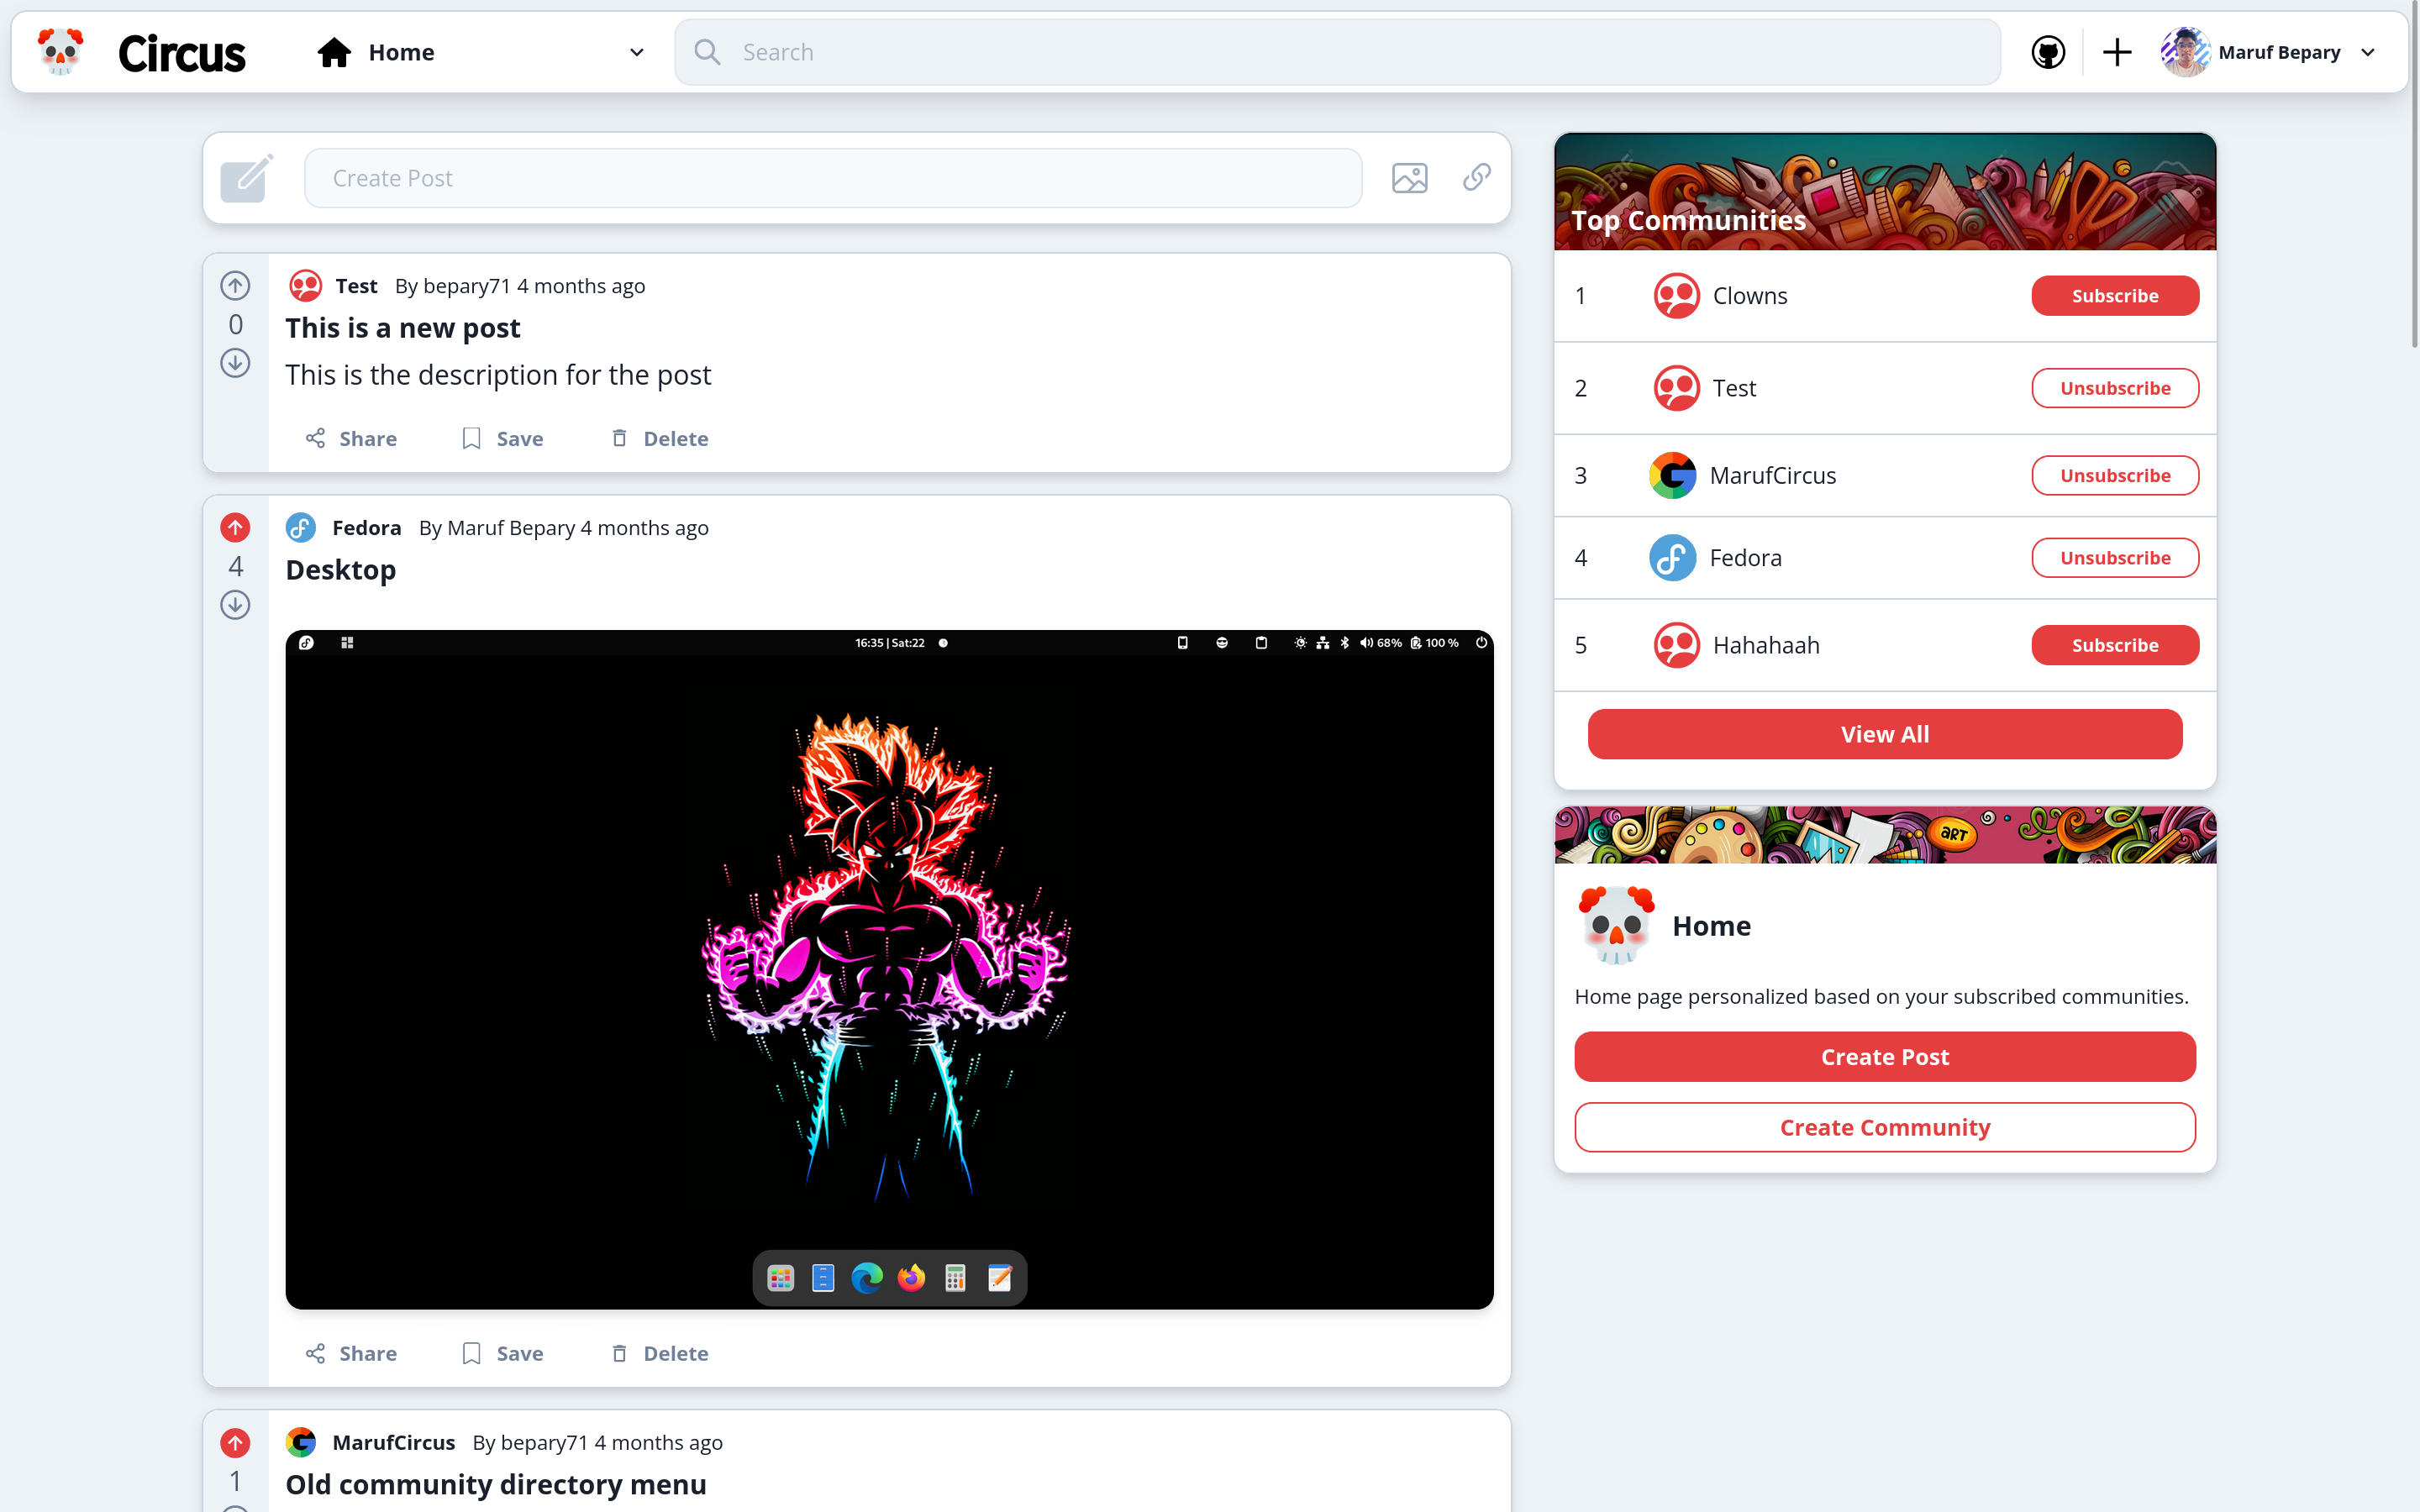 Circus
Home
Search
Maruf Bepary
Create Post
Test By bepary71 4 months ago
0
This is a new post
This is the description for the post
Share Save Delete
Fedora By Maruf Bepary 4 months ago
4
Desktop
16:35 | Sat:22
68% 100 %
Share Save Delete
MarufCircus By bepary71 4 months ago
1
Old community directory menu
Top Communities
1 Clowns Subscribe
2 Test Unsubscribe
3 MarufCircus Unsubscribe
4 Fedora Unsubscribe
5 Hahahaah Subscribe
View All
ART
Home
Home page personalized based on your subscribed communities.
Create Post
Create Community